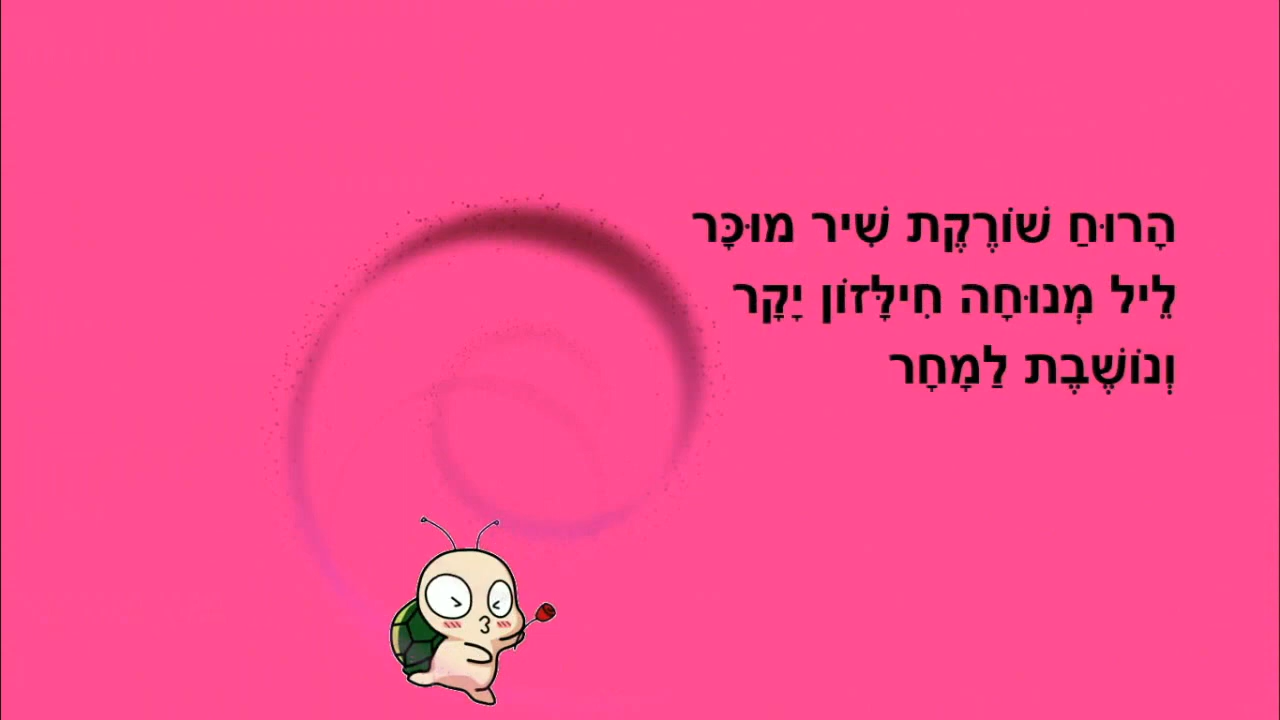 הָרוּחַ שׁוֹרֶקֶת שִׁיר מוּכָּר
לֵיל מְנוּחָה חִילָּזוֹן יָקָר
וְנוֹשֶׁבֶת לַמָּחָר